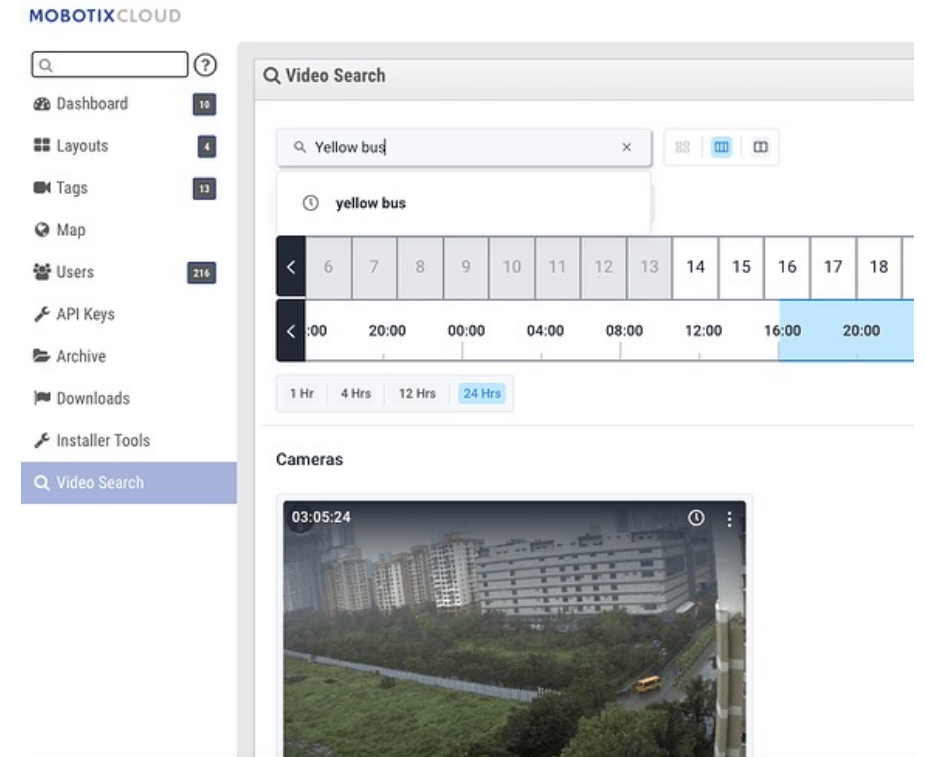 MOBOTIXCLOUD
?
Dashboard 10
Layouts 4
Tags 13
Map
Users 216
API Keys
Archive
Downloads
Installer Tools
Video Search
Video Search
Yellow bus ×
yellow bus
6 7 8 9 10 11 12 13 14 15 16 17 18
:00 20:00 00:00 04:00 08:00 12:00 16:00 20:00
1 Hr 4 Hrs 12 Hrs 24 Hrs
Cameras
03:05:24